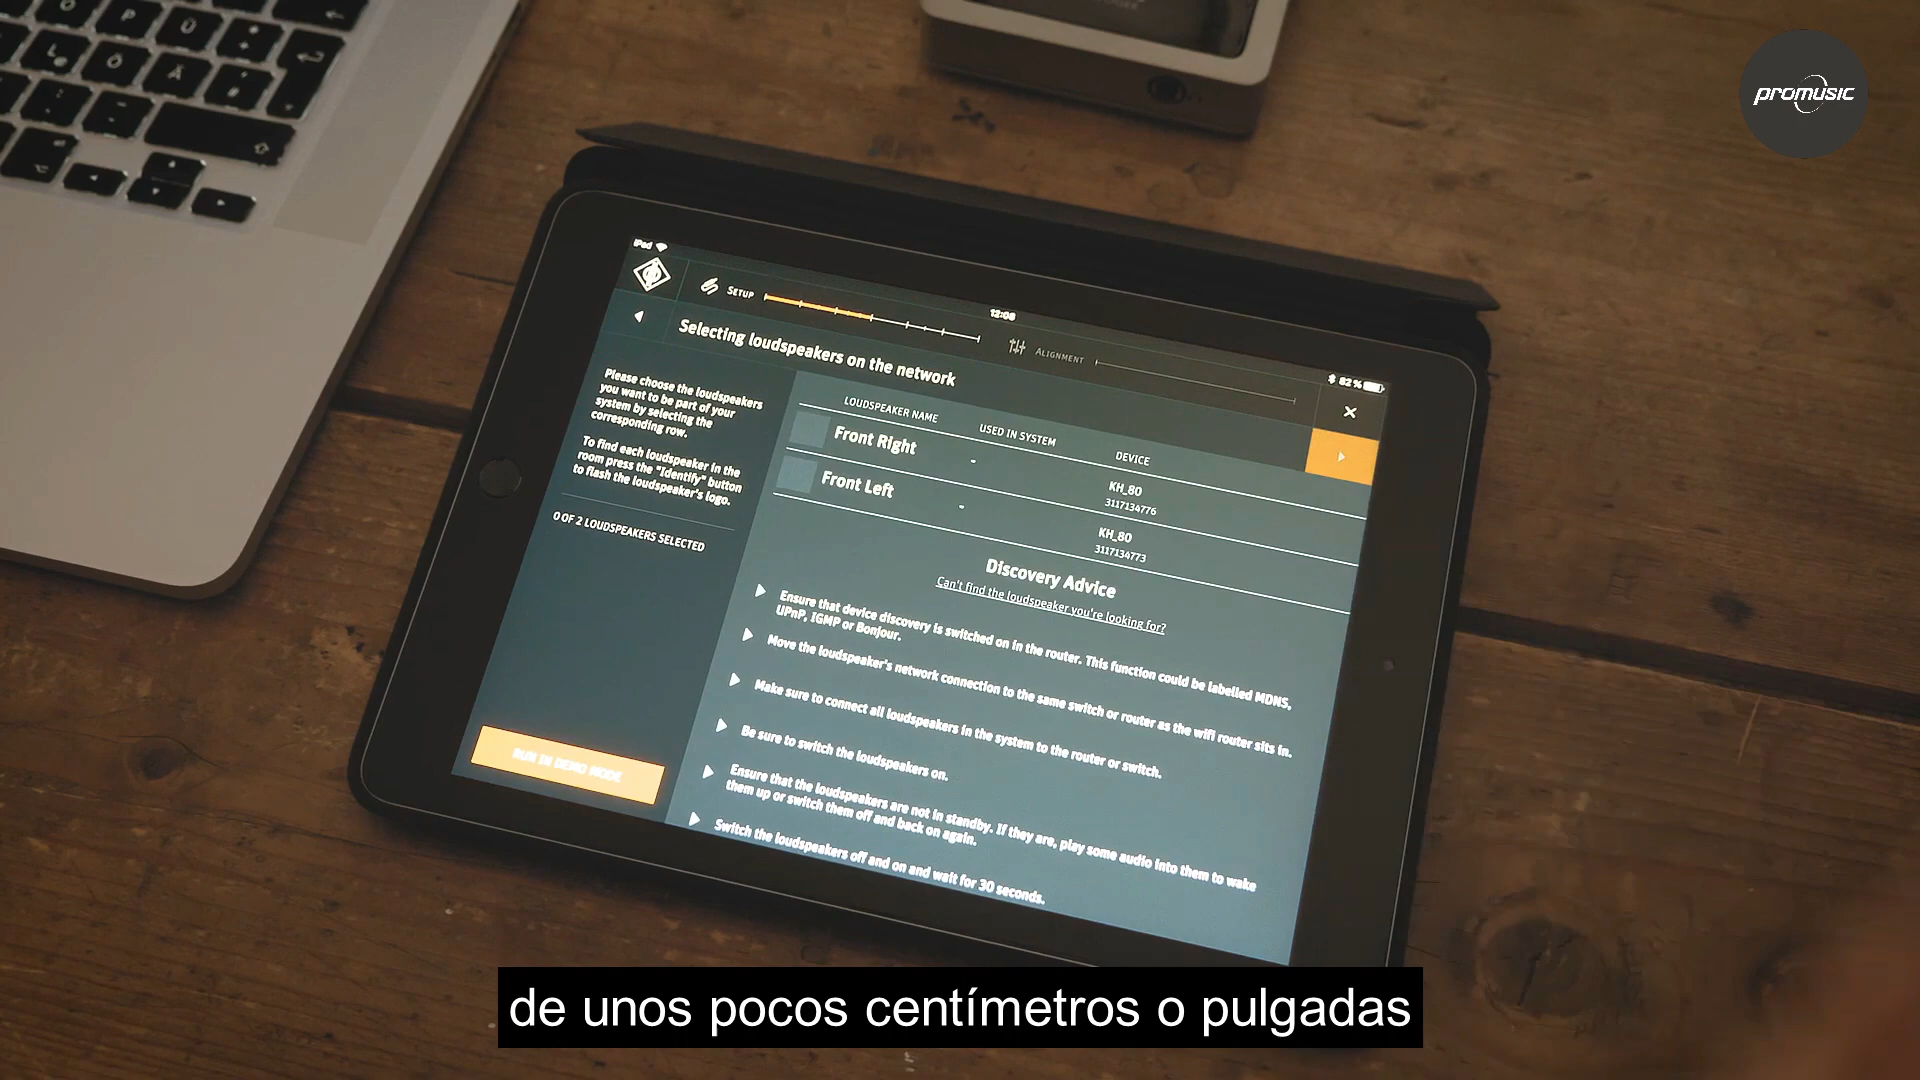 promusic
iPad
12:08
82 %
SETUP
ALIGNMENT
Selecting loudspeakers on the network
Please choose the loudspeakers
you want to be part of your
system by selecting the
corresponding row.
To find each loudspeaker in the
room press the "Identify" button
to flash the loudspeaker's logo.
0 OF 2 LOUDSPEAKERS SELECTED
RUN IN DEMO MODE
LOUDSPEAKER NAME
USED IN SYSTEM
DEVICE
Front Right
-
KH_80
3117134776
Front Left
-
KH_80
3117134773
Discovery Advice
Can't find the loudspeaker you're looking for?
Ensure that device discovery is switched on in the router. This function could be labelled MDNS,
UPnP, IGMP or Bonjour.
Move the loudspeaker's network connection to the same switch or router as the wifi router sits in.
Make sure to connect all loudspeakers in the system to the router or switch.
Be sure to switch the loudspeakers on.
Ensure that the loudspeakers are not in standby. If they are, play some audio into them to wake
them up or switch them off and back on again.
Switch the loudspeakers off and on and wait for 30 seconds.
de unos pocos centímetros o pulgadas